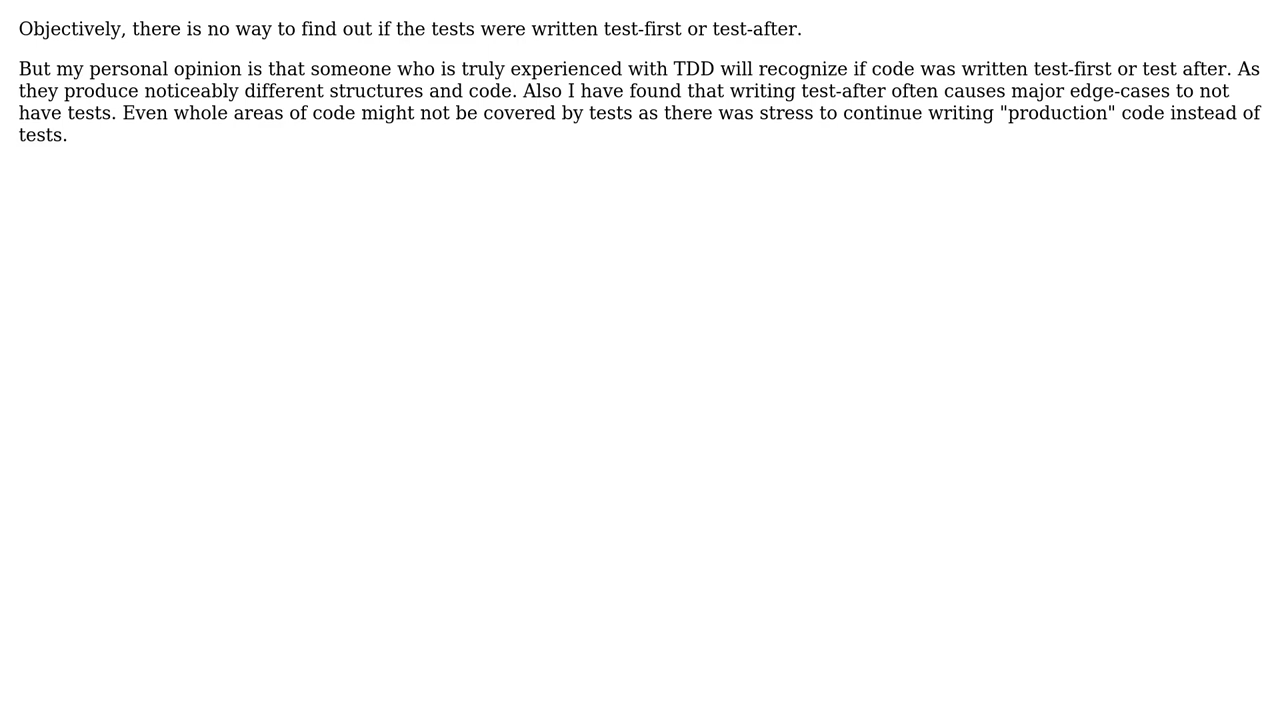 Objectively, there is no way to find out if the tests were written test-first or test-after.
But my personal opinion is that someone who is truly experienced with TDD will recognize if code was written test-first or test after. As
they produce noticeably different structures and code. Also I have found that writing test-after often causes major edge-cases to not
have tests. Even whole areas of code might not be covered by tests as there was stress to continue writing "production" code instead of
tests.